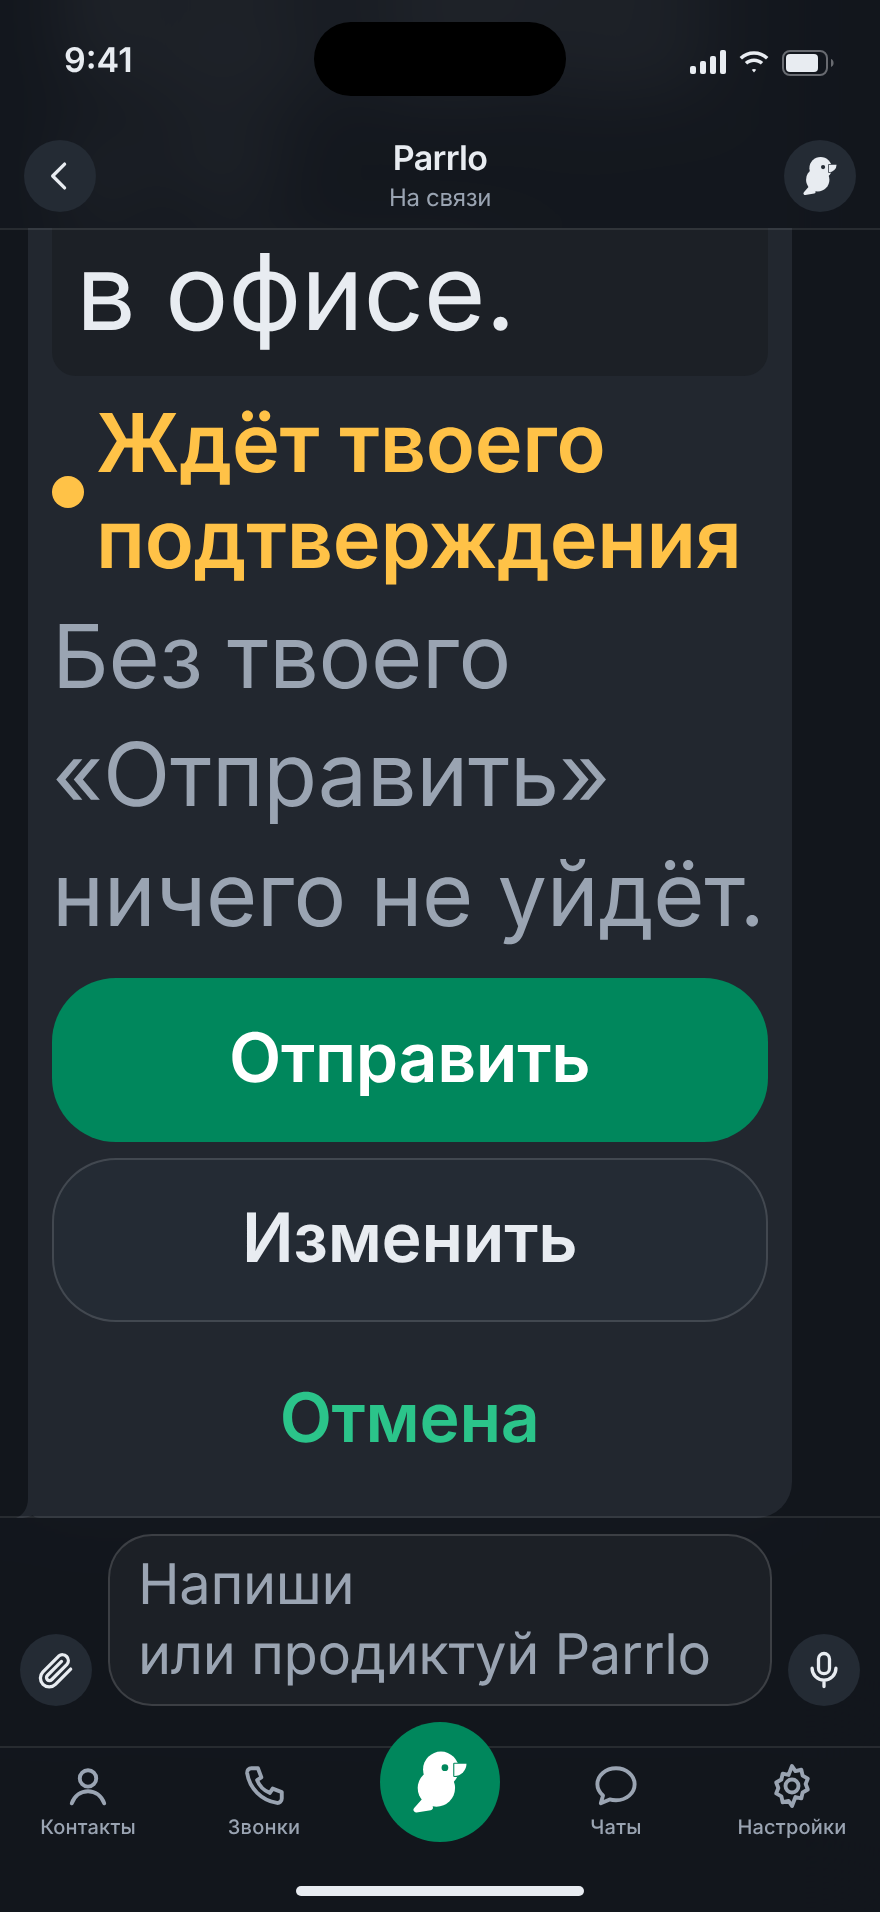 9:41
Parrlo
На связи
в офисе.
Ждёт твоего
подтверждения
Без твоего
«Отправить»
ничего не уйдёт.
Отправить
Изменить
Отмена
Напиши
или продиктуй Parrlo
Контакты
Звонки
Чаты
Настройки